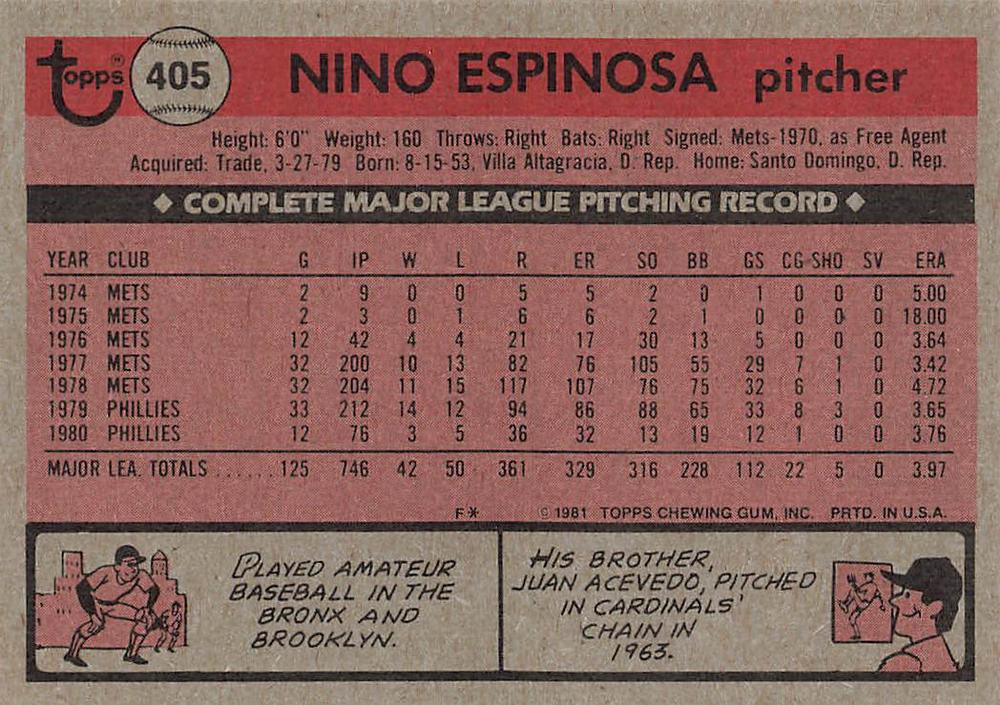 Topps® 405 NINO ESPINOSA pitcher
Height: 6'0" Weight: 160 Throws: Right Bats: Right Signed: Mets-1970, as Free Agent
Acquired: Trade, 3-27-79 Born: 8-15-53, Villa Altagracia, D. Rep. Home: Santo Domingo, D. Rep.
◆ COMPLETE MAJOR LEAGUE PITCHING RECORD ◆
YEAR CLUB G IP W L R ER SO BB GS CG SHO SV ERA
1974 METS 2 9 0 0 5 5 2 0 1 0 0 0 5.00
1975 METS 2 3 0 1 6 6 2 1 0 0 0 0 18.00
1976 METS 12 42 4 4 21 17 30 13 5 0 0 0 3.64
1977 METS 32 200 10 13 82 76 105 55 29 7 1 0 3.42
1978 METS 32 204 11 15 117 107 76 75 32 6 1 0 4.72
1979 PHILLIES 33 212 14 12 94 86 88 65 33 8 3 0 3.65
1980 PHILLIES 12 76 3 5 36 32 13 19 12 1 0 0 3.76
MAJOR LEA. TOTALS ...... 125 746 42 50 361 329 316 228 112 22 5 0 3.97
F* © 1981 TOPPS CHEWING GUM, INC. PRTD. IN U.S.A.
PLAYED AMATEUR
BASEBALL IN THE
BRONX AND
BROOKLYN.
HIS BROTHER,
JUAN ACEVEDO, PITCHED
IN CARDINALS'
CHAIN IN
1963.